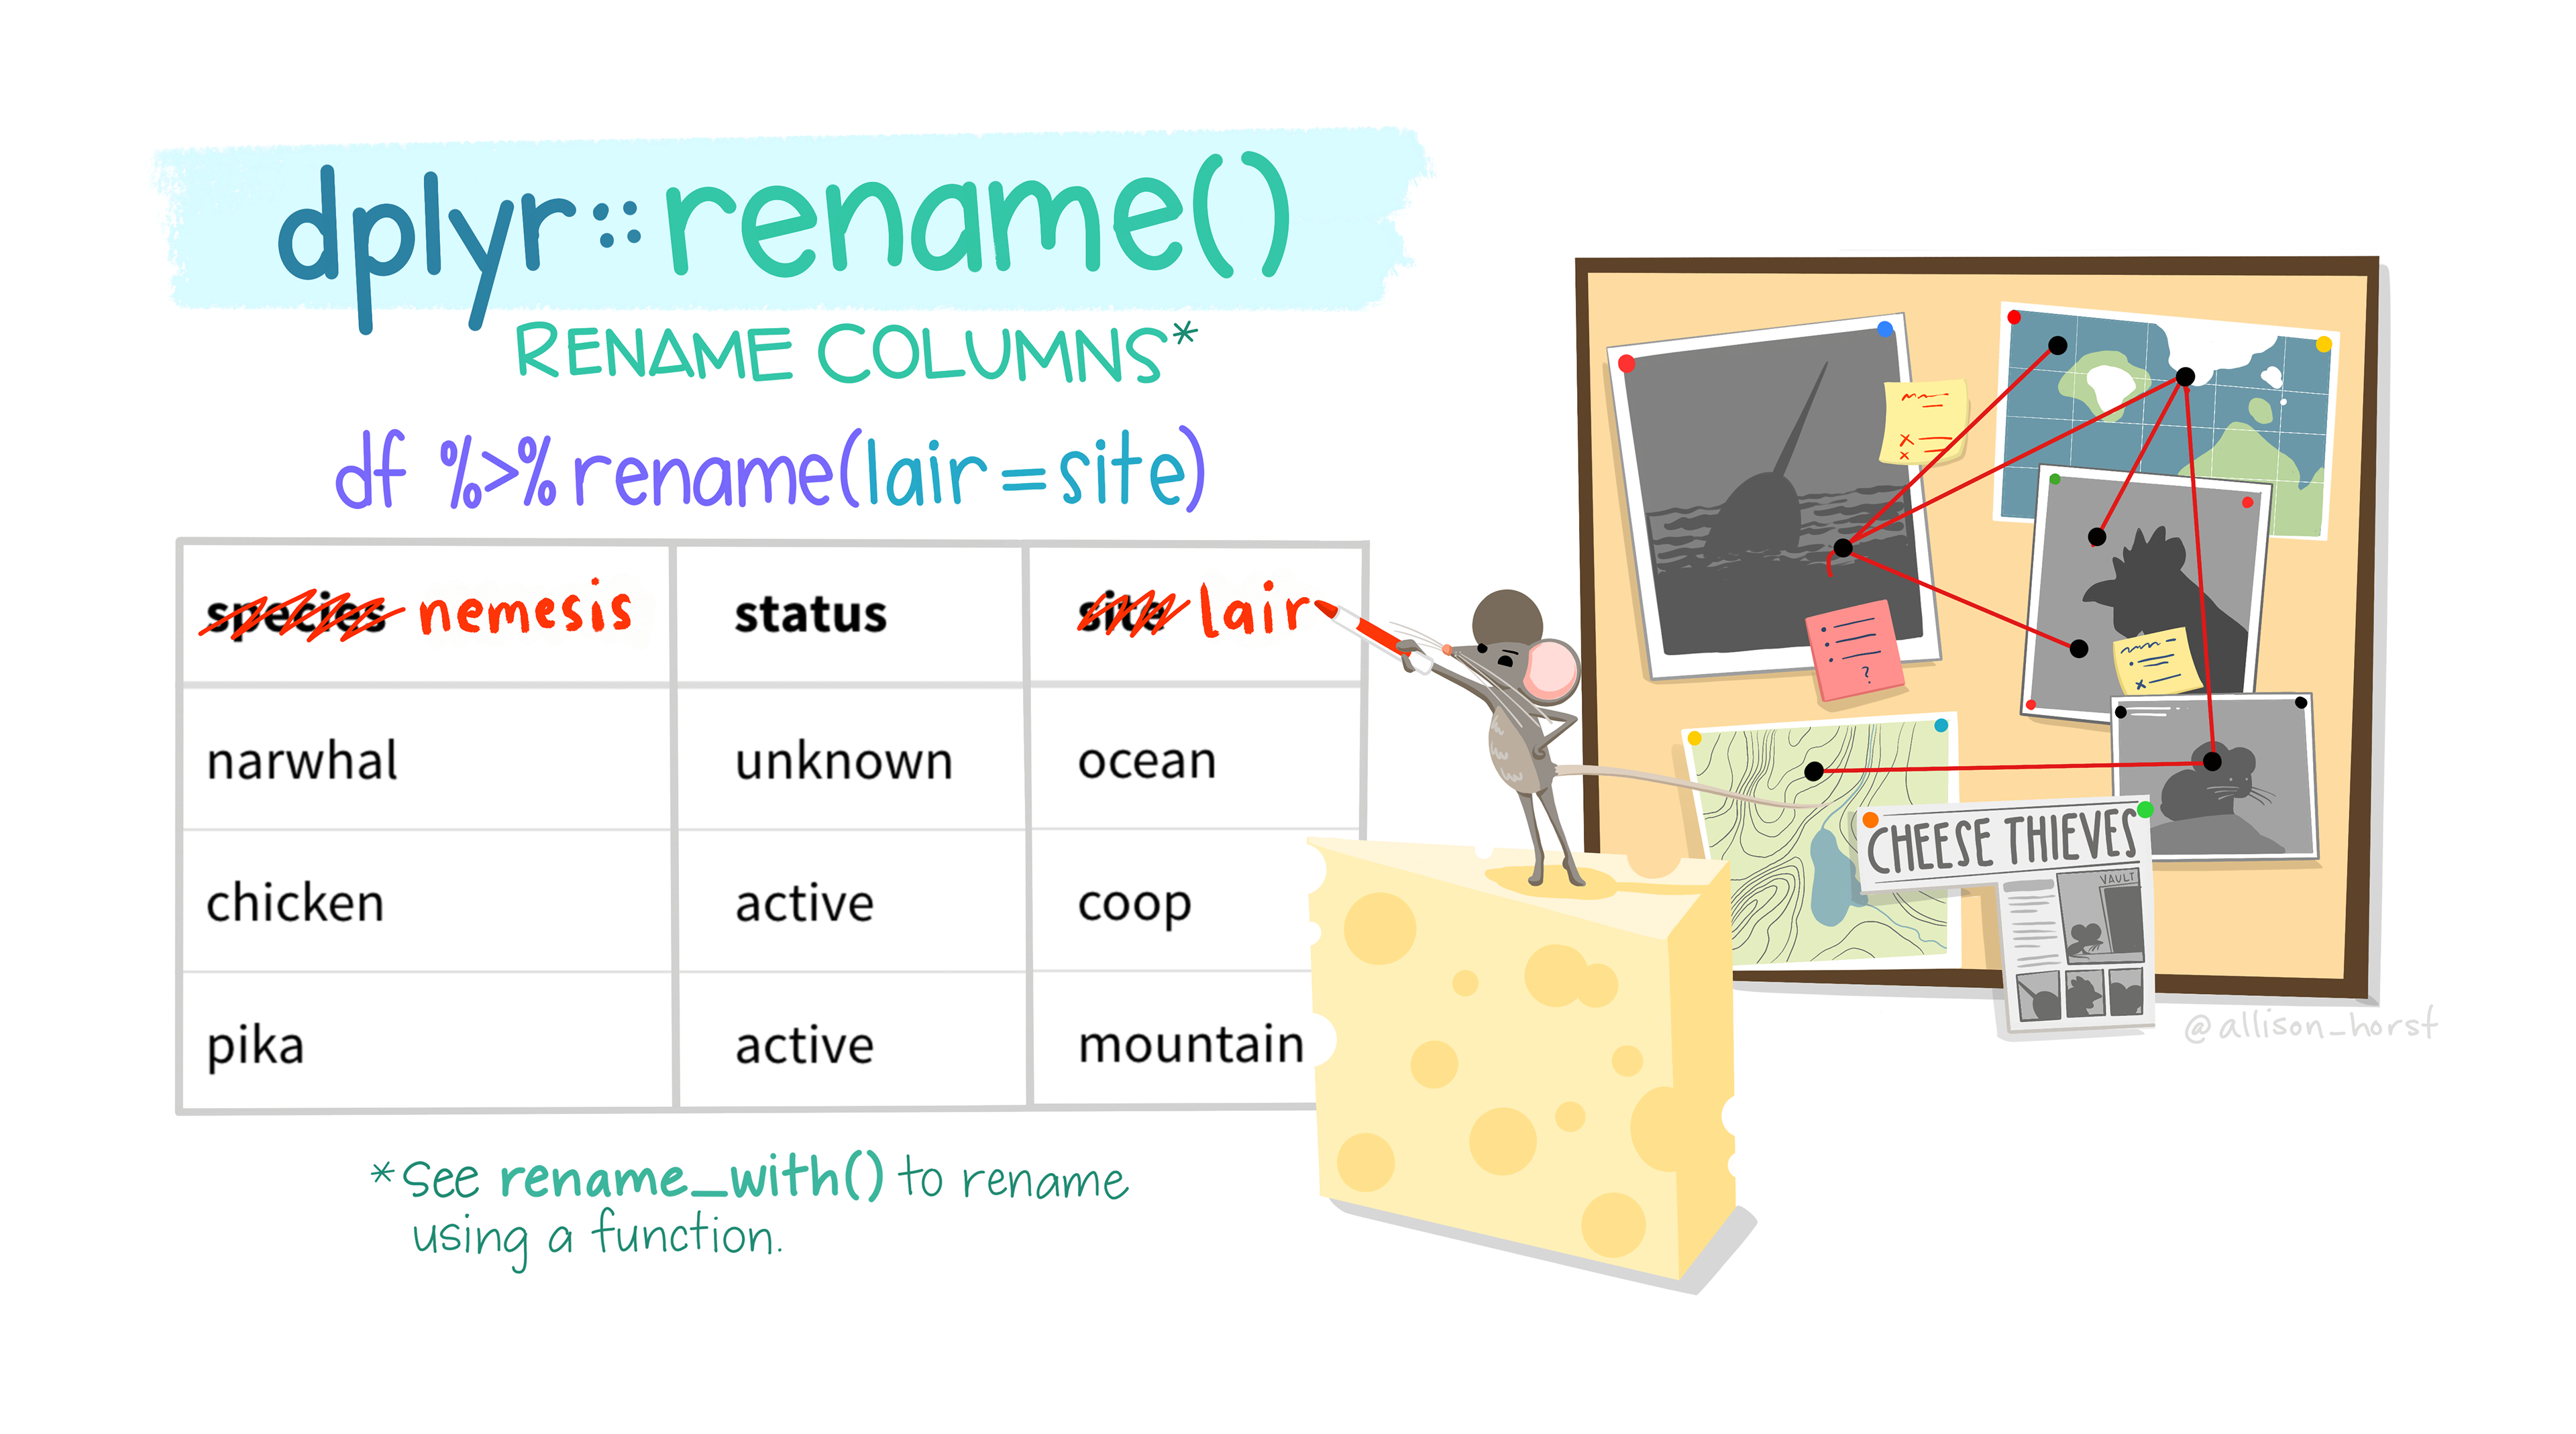 dplyr::rename()
RENAME COLUMNS*
df %>% rename(lair = site)
species nemesis status site lair
narwhal unknown ocean
chicken active coop
pika active mountain
*See rename_with() to rename
using a function.
?
CHEESE THIEVES
VAULT
@allison_horst